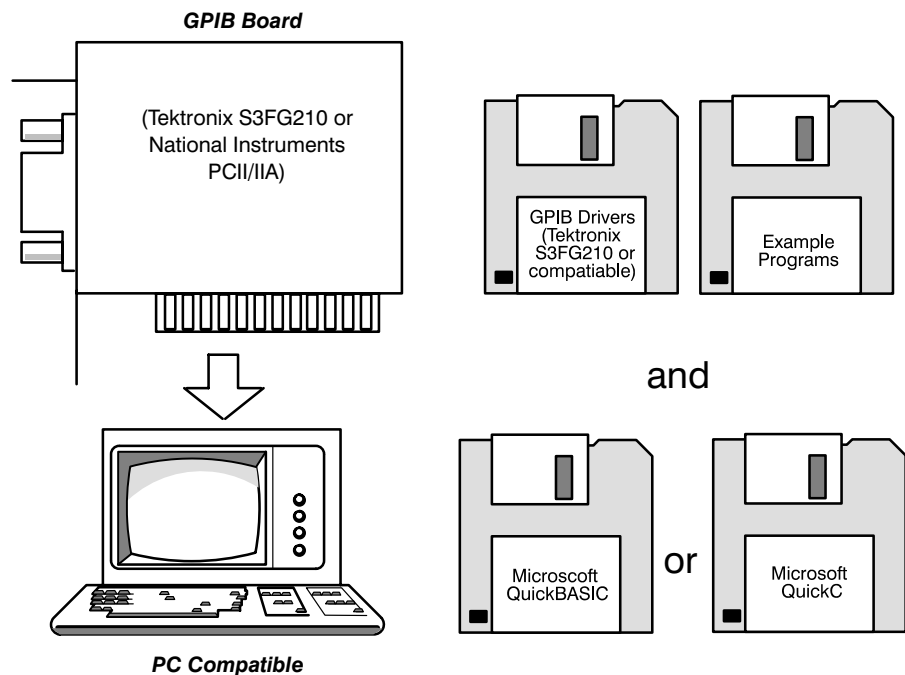 GPIB Board
(Tektronix S3FG210 or
National Instruments
PCII/IIA)
GPIB Drivers
(Tektronix
S3FG210 or
compatiable)
Example
Programs
and
Microscoft
QuickBASIC
or
Microsoft
QuickC
PC Compatible